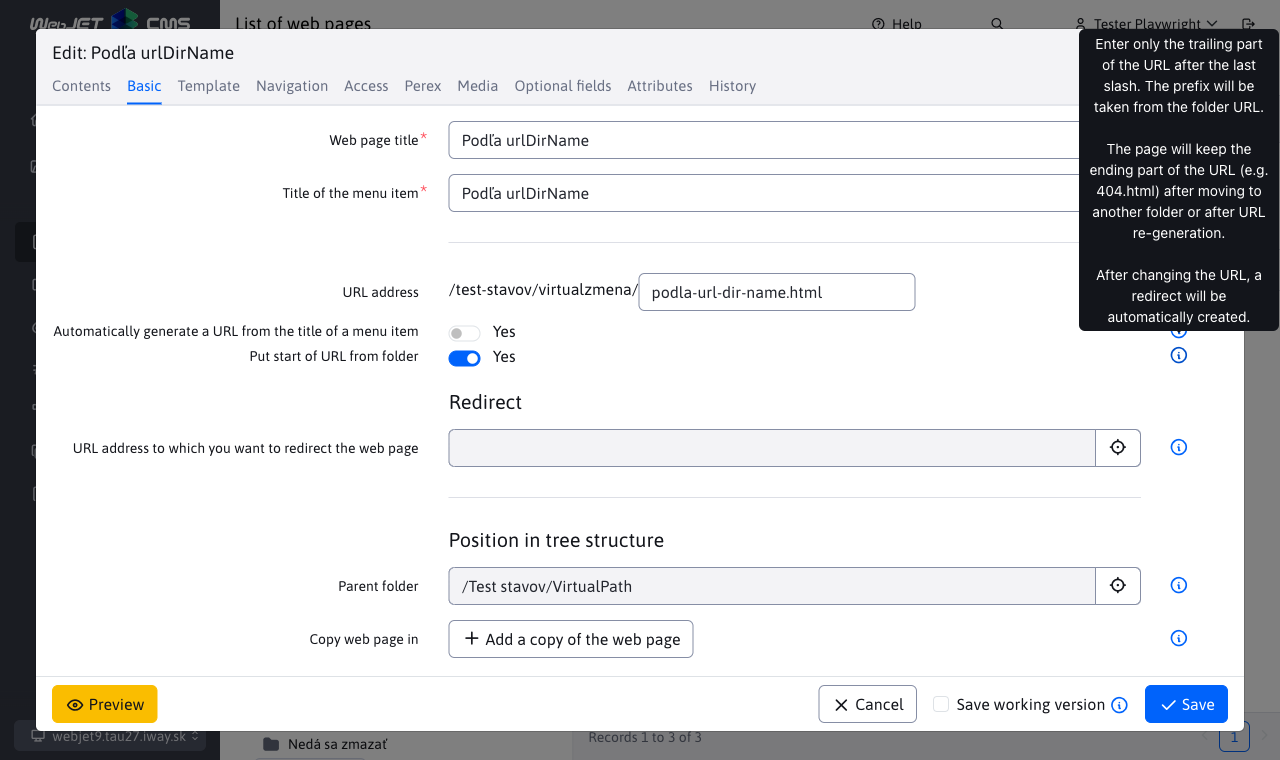 WebJET CMS
List of web pages
Help
Tester Playwright
Edit: Podľa urlDirName
Contents Basic Template Navigation Access Perex Media Optional fields Attributes History
Web page title*
Podľa urlDirName
Title of the menu item*
Podľa urlDirName
Enter only the trailing part
of the URL after the last
slash. The prefix will be
taken from the folder URL.
The page will keep the
ending part of the URL (e.g.
404.html) after moving to
another folder or after URL
re-generation.
After changing the URL, a
redirect will be
automatically created.
URL address
/test-stavov/virtualzmena/ podla-url-dir-name.html
Automatically generate a URL from the title of a menu item
Yes
Put start of URL from folder
Yes
Redirect
URL address to which you want to redirect the web page
Position in tree structure
Parent folder
/Test stavov/VirtualPath
Copy web page in
Add a copy of the web page
Preview
Cancel
Save working version
Save
webjet9.tau27.iway.sk
Nedá sa zmazať
Records 1 to 3 of 3
1